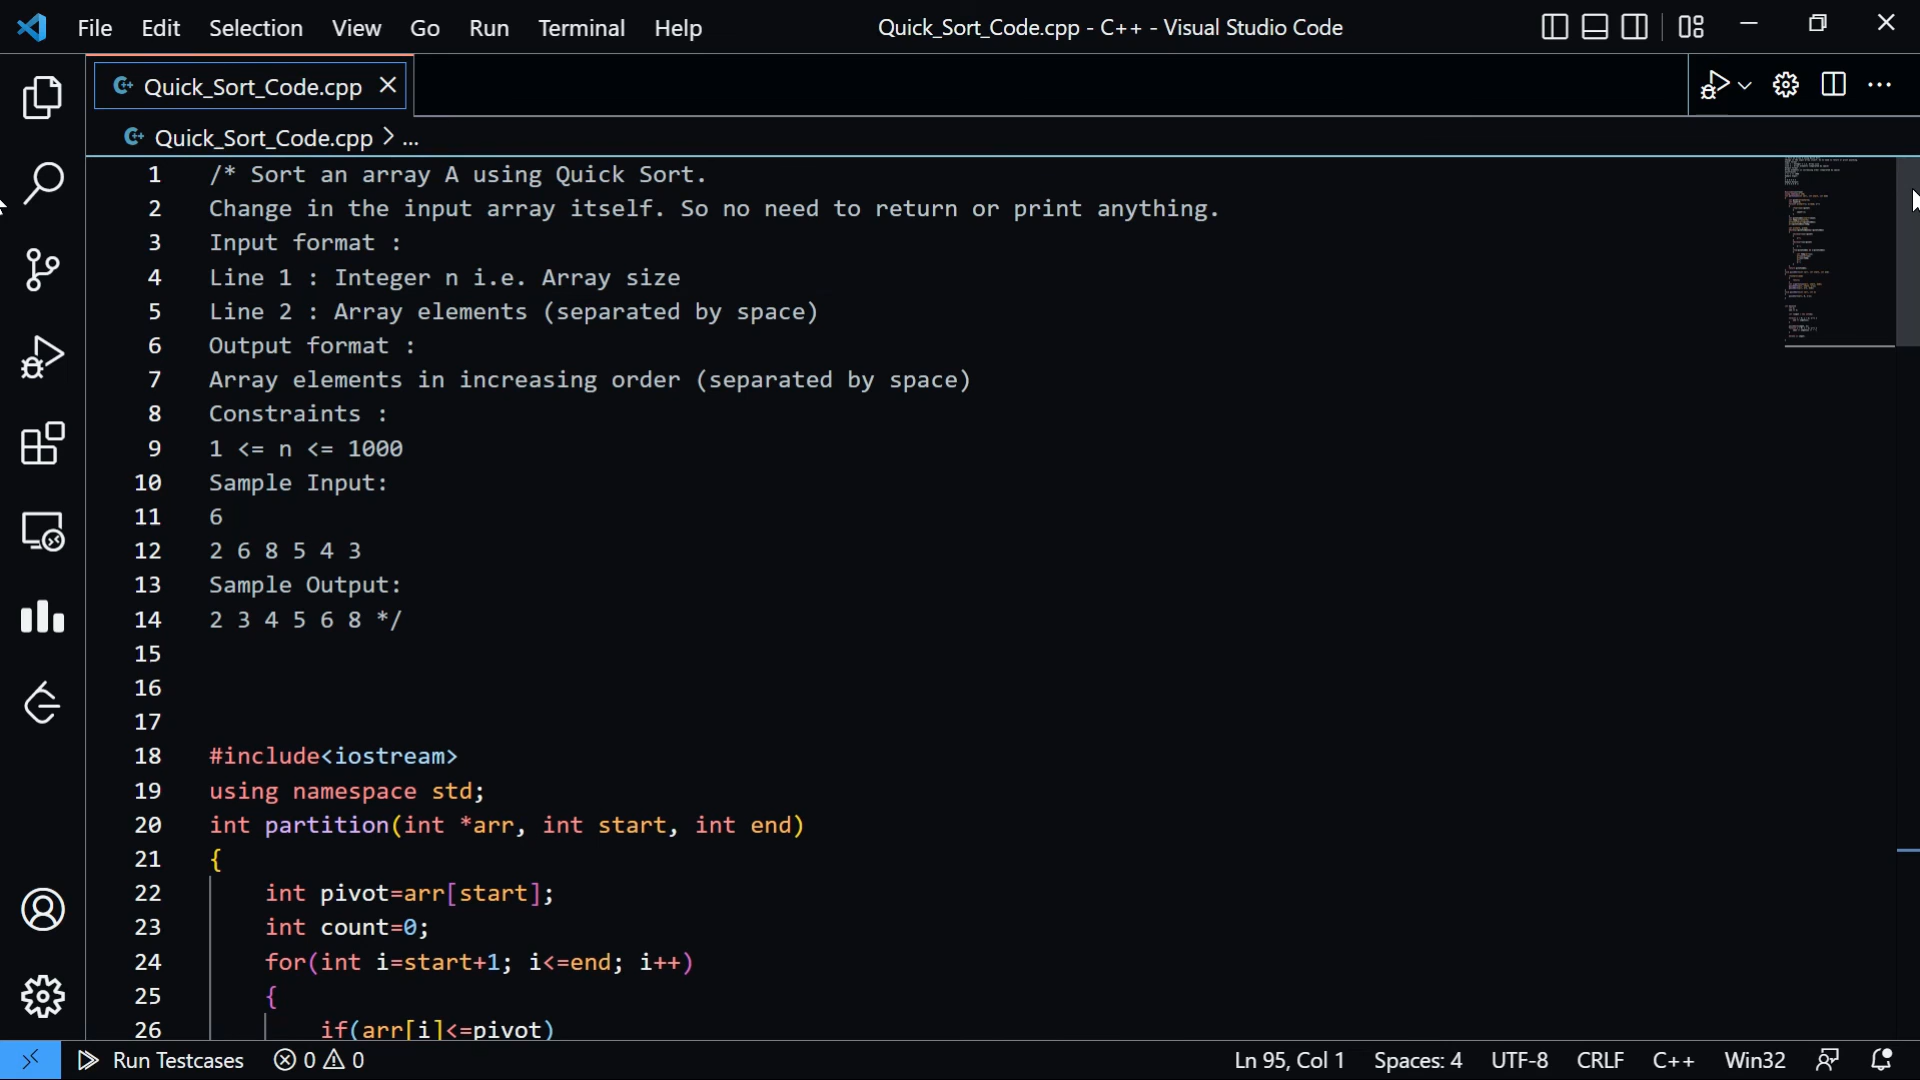 File Edit Selection View Go Run Terminal Help Quick_Sort_Code.cpp - C++ - Visual Studio Code
Quick_Sort_Code.cpp
Quick_Sort_Code.cpp > ...
1 /* Sort an array A using Quick Sort.
2 Change in the input array itself. So no need to return or print anything.
3 Input format :
4 Line 1 : Integer n i.e. Array size
5 Line 2 : Array elements (separated by space)
6 Output format :
7 Array elements in increasing order (separated by space)
8 Constraints :
9 1 <= n <= 1000
10 Sample Input:
11 6
12 2 6 8 5 4 3
13 Sample Output:
14 2 3 4 5 6 8 */
15
16
17
18 #include<iostream>
19 using namespace std;
20 int partition(int *arr, int start, int end)
21 {
22     int pivot=arr[start];
23     int count=0;
24     for(int i=start+1; i<=end; i++)
25     {
26         if(arr[i]<=pivot)
Run Testcases 0 0 Ln 95, Col 1 Spaces: 4 UTF-8 CRLF C++ Win32